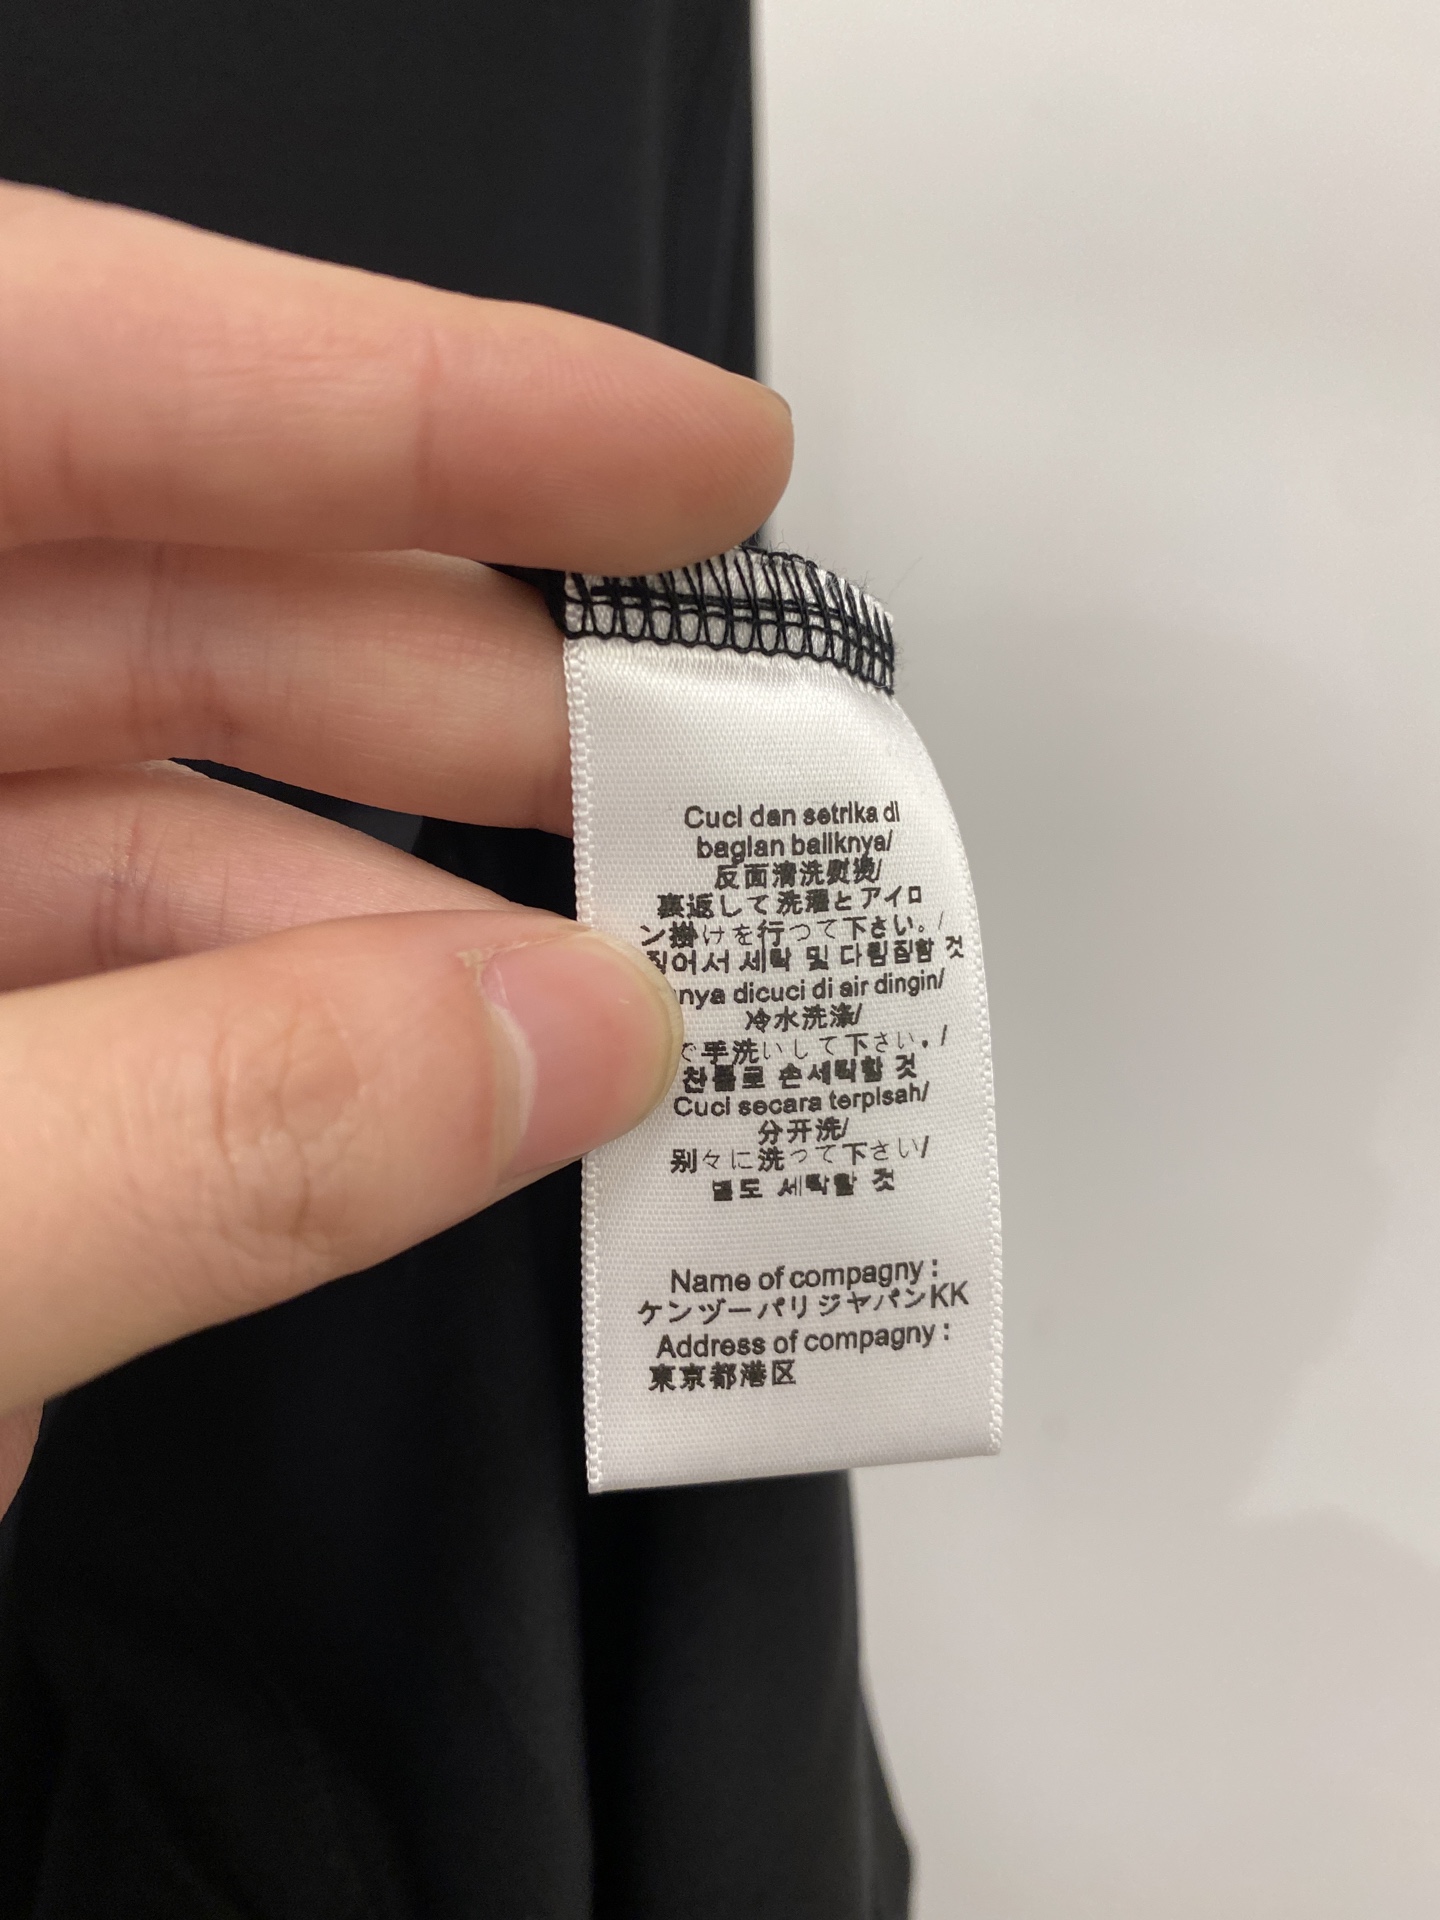 Cuci dan setrika di
bagian baliknya/
反面清洗熨烫/
裏返して洗濯とアイロ
ン掛けを行つて下さい。/
집어서 세탁 및 다림질할 것
nya dicuci di air dingin/
冷水洗涤/
で手洗いして下さい。/
찬물로 손세탁할 것
Cuci secara terpisah/
分开洗/
別々に洗って下さい/
별도 세탁할 것
Name of compagny :
ケンヅーパリジャパンKK
Address of compagny :
東京都港区